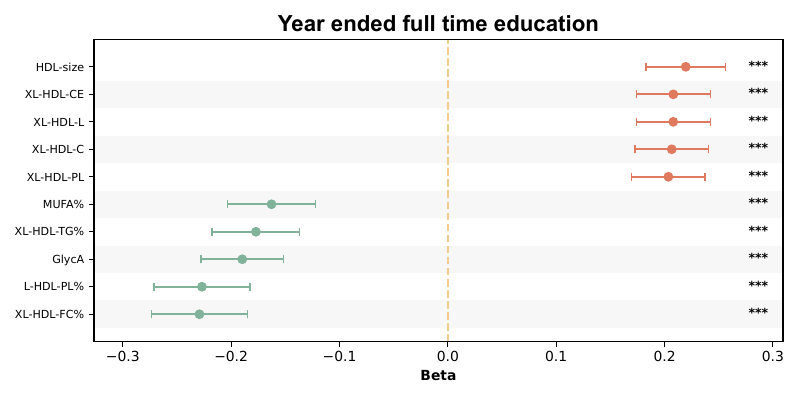 Year ended full time education
HDL-size ***
XL-HDL-CE ***
XL-HDL-L ***
XL-HDL-C ***
XL-HDL-PL ***
MUFA% ***
XL-HDL-TG% ***
GlycA ***
L-HDL-PL% ***
XL-HDL-FC% ***
−0.3 −0.2 −0.1 0.0 0.1 0.2 0.3
Beta